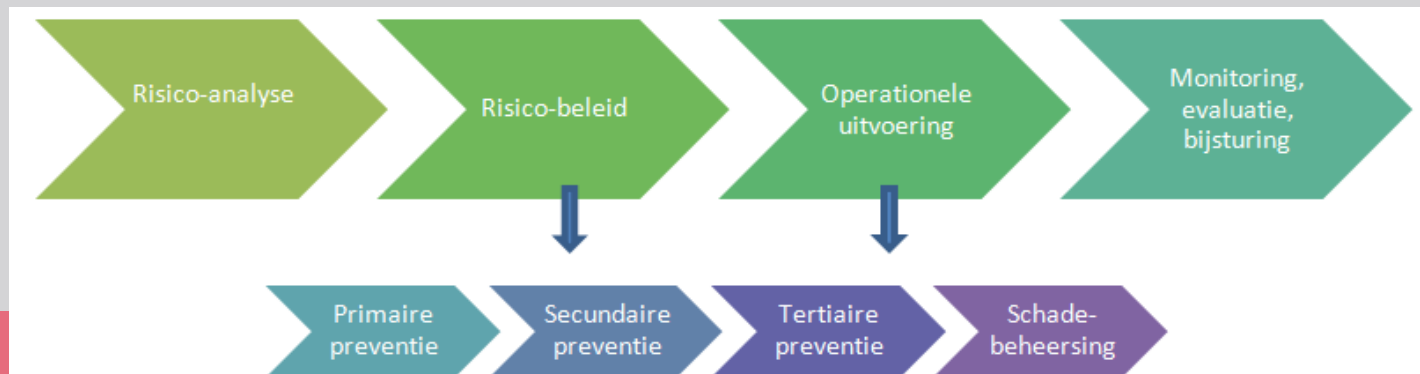 Risico-analyse
Risico-beleid
Operationele
uitvoering
Monitoring,
evaluatie,
bijsturing
Primaire
preventie
Secundaire
preventie
Tertiaire
preventie
Schade-
beheersing